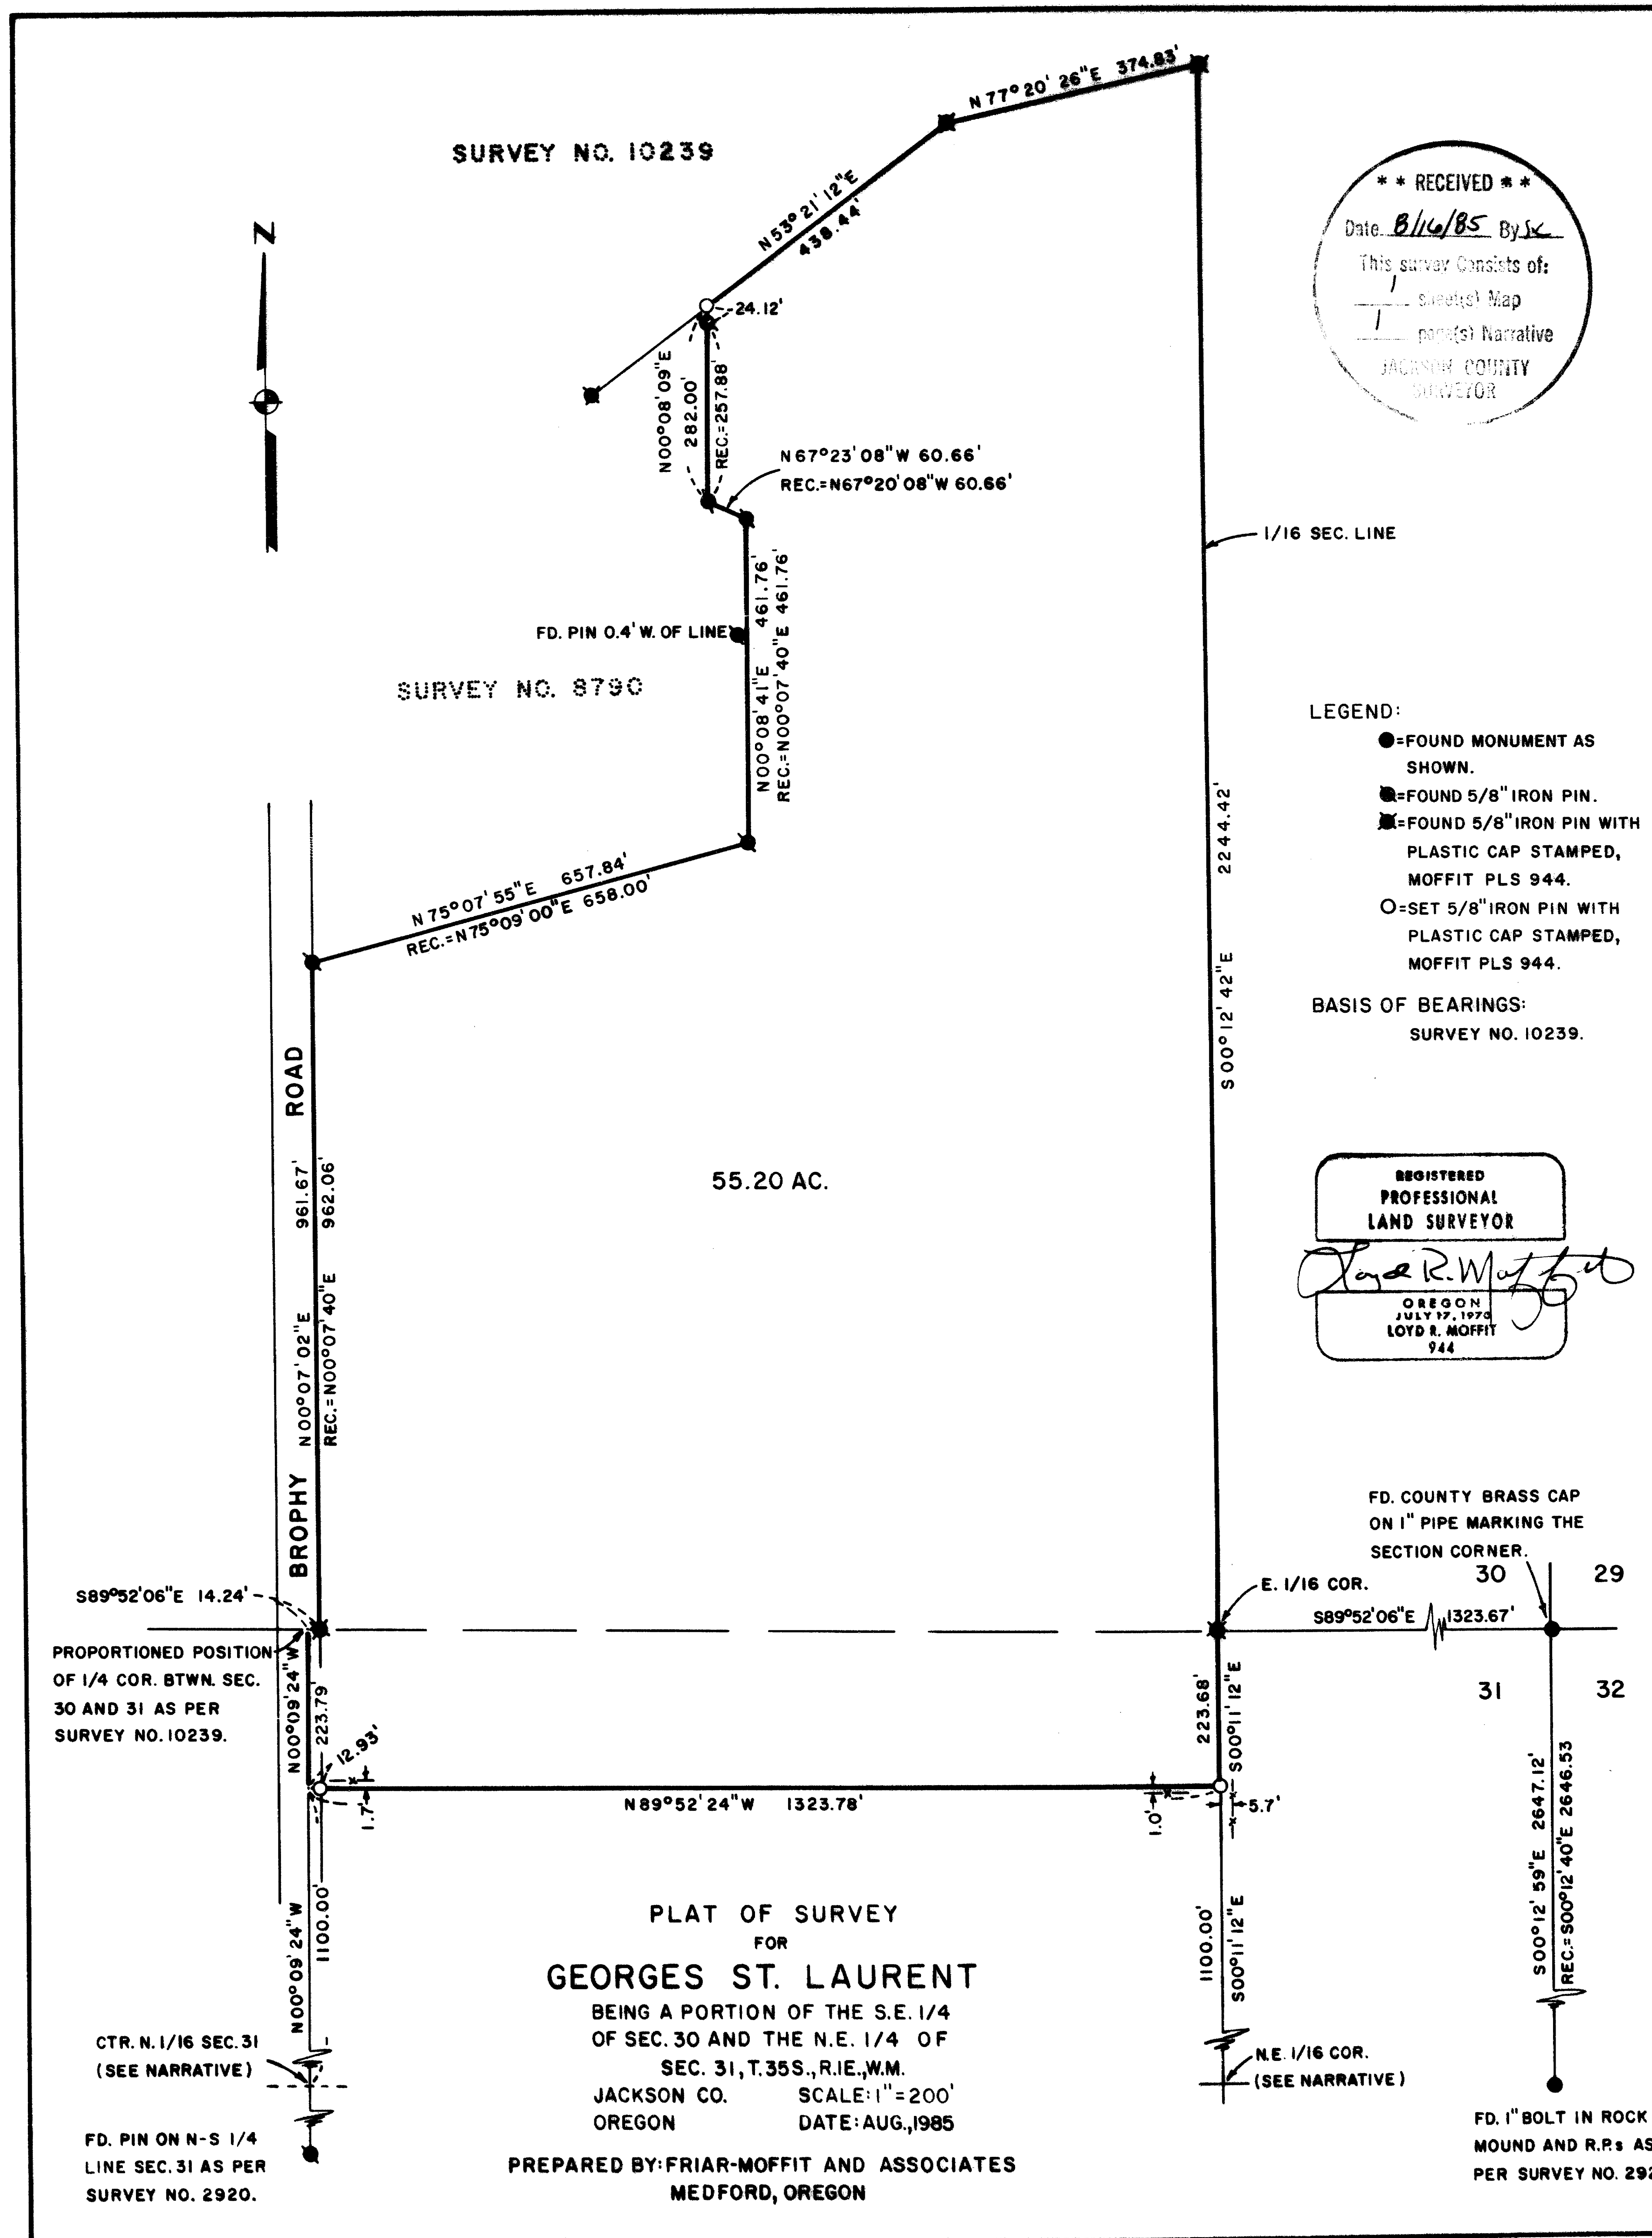 N 77° 20' 26"E 374.83'
SURVEY NO. 10239
N53° 21' 12"E
438.44'
* * RECEIVED * *
Date 8/16/85 By
This survey Consists of:
1 sheet(s) Map
1 page(s) Narrative
JACKSON COUNTY
SURVEYOR
N
24.12'
N00°08'09"E
282.00'
REC.=257.88'
N67°23'08"W 60.66'
REC.=N67°20'08"W 60.66'
1/16 SEC. LINE
FD. PIN 0.4' W. OF LINE
N00°08'41"E 461.76'
REC.=N00°07'40"E 461.76'
SURVEY NO. 8790
LEGEND:
=FOUND MONUMENT AS
SHOWN.
=FOUND 5/8" IRON PIN.
=FOUND 5/8" IRON PIN WITH
PLASTIC CAP STAMPED,
MOFFIT PLS 944.
=SET 5/8" IRON PIN WITH
PLASTIC CAP STAMPED,
MOFFIT PLS 944.
BASIS OF BEARINGS:
SURVEY NO. 10239.
N 75°07'55"E 657.84'
REC.=N75°09'00"E 658.00'
S00°12'42"E 2244.42'
BROPHY ROAD
N00°07'02"E 961.67'
REC.=N00°07'40"E 962.06'
55.20 AC.
REGISTERED
PROFESSIONAL
LAND SURVEYOR
Loyd R. Moffit
OREGON
JULY 17, 1970
LOYD R. MOFFIT
944
FD. COUNTY BRASS CAP
ON 1" PIPE MARKING THE
SECTION CORNER.
30 29
E. 1/16 COR.
S89°52'06"E 1323.67'
31 32
S89°52'06"E 14.24'
PROPORTIONED POSITION
OF 1/4 COR. BTWN. SEC.
30 AND 31 AS PER
SURVEY NO. 10239.
N00°09'24"W
223.79'
12.93'
1.7'
N89°52'24"W 1323.78'
223.68'
S00°11'12"E
1.0'
5.7'
S00°12'59"E 2647.12'
REC.=S00°12'40"E 2646.53
N00°09'24"W
1100.00'
1100.00'
S00°11'12"E
PLAT OF SURVEY
FOR
GEORGES ST. LAURENT
BEING A PORTION OF THE S.E. 1/4
OF SEC. 30 AND THE N.E. 1/4 OF
SEC. 31, T.35S., R.1E., W.M.
JACKSON CO. SCALE: 1"=200'
OREGON DATE: AUG., 1985
PREPARED BY: FRIAR-MOFFIT AND ASSOCIATES
MEDFORD, OREGON
CTR. N. 1/16 SEC. 31
(SEE NARRATIVE)
FD. PIN ON N-S 1/4
LINE SEC. 31 AS PER
SURVEY NO. 2920.
N.E. 1/16 COR.
(SEE NARRATIVE)
FD. 1" BOLT IN ROCK
MOUND AND R.P.s AS
PER SURVEY NO.